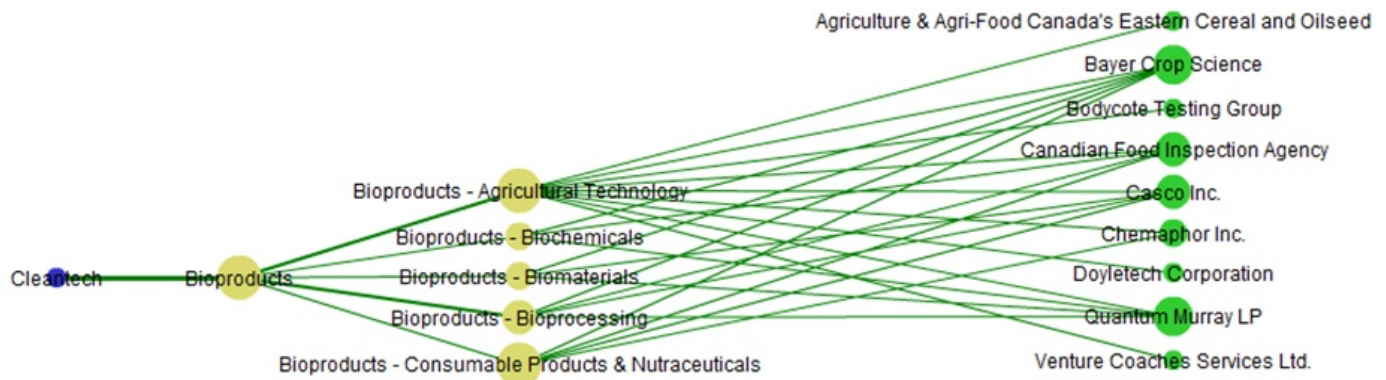 Agriculture & Agri-Food Canada's Eastern Cereal and Oilseed
Bayer Crop Science
Bodycote Testing Group
Canadian Food Inspection Agency
Bioproducts - Agricultural Technology
Casco Inc.
Bioproducts - Biochemicals
Chemaphor Inc.
Cleantech
Bioproducts
Bioproducts - Biomaterials
Doyletech Corporation
Bioproducts - Bioprocessing
Quantum Murray LP
Bioproducts - Consumable Products & Nutraceuticals
Venture Coaches Services Ltd.